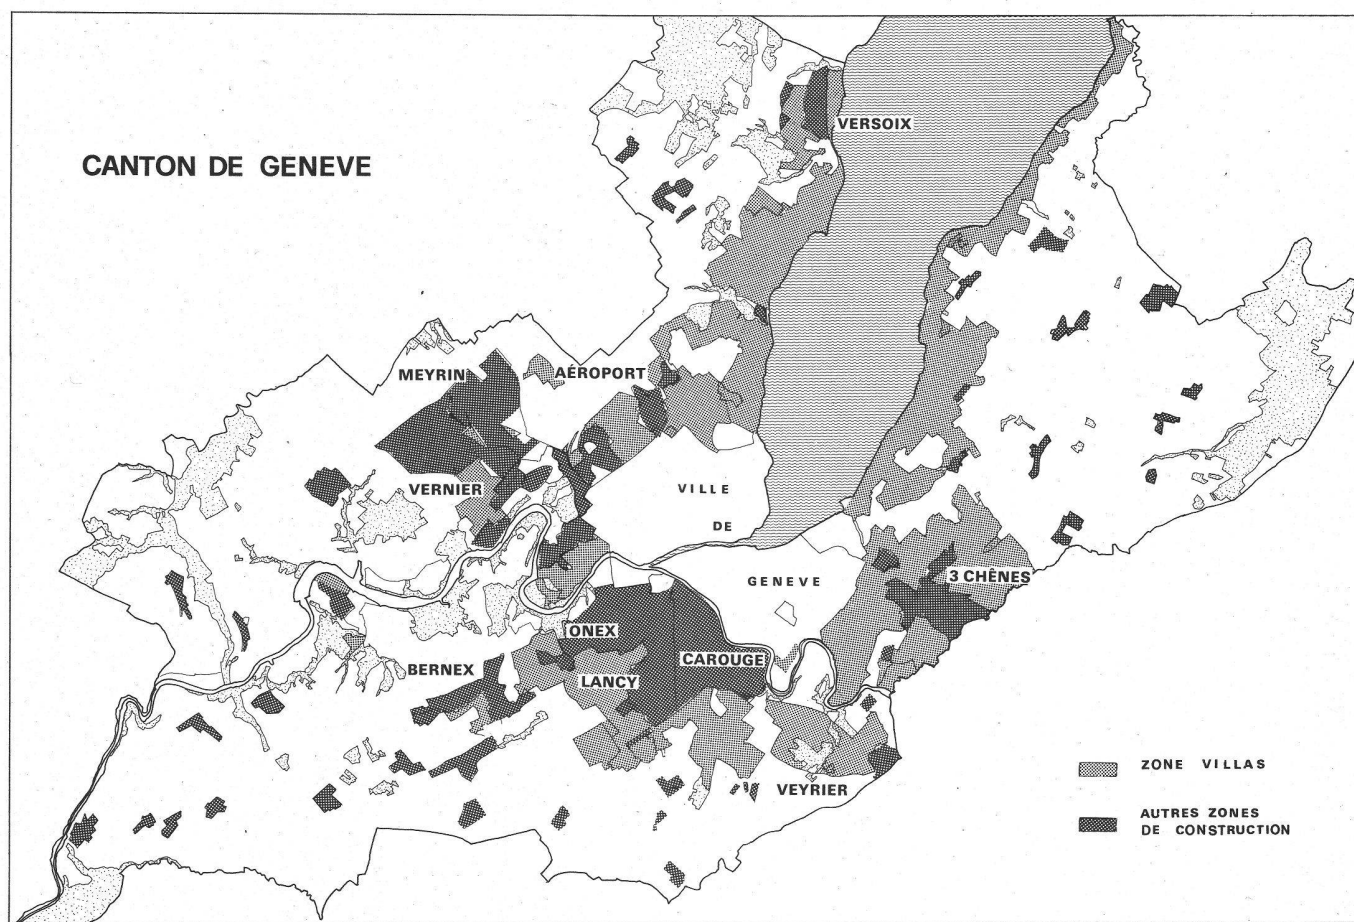 CANTON DE GENEVE
VERSOIX
MEYRIN
AÉROPORT
VERNIER
VILLE
DE
GENEVE
3 CHÊNES
ONEX
BERNEX
LANCY
CAROUGE
VEYRIER
ZONE VILLAS
AUTRES ZONES
DE CONSTRUCTION